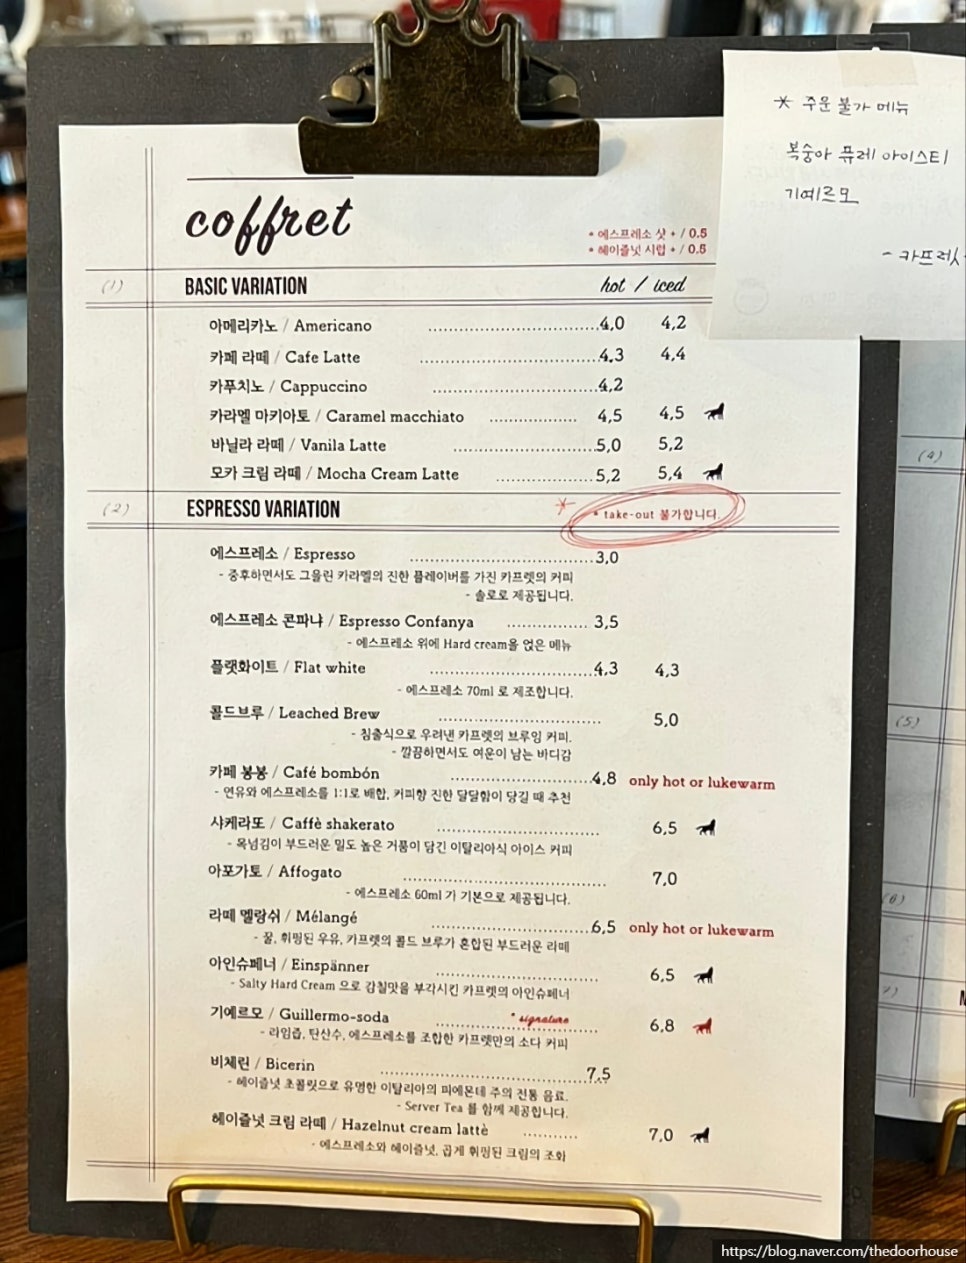 coffret
* 에스프레소 샷 + / 0.5
* 헤이즐넛 시럽 + / 0.5
(1) BASIC VARIATION hot / iced
아메리카노 / Americano 4,0 4,2
카페 라떼 / Cafe Latte 4,3 4,4
카푸치노 / Cappuccino 4,2
카라멜 마키아토 / Caramel macchiato 4,5 4,5
바닐라 라떼 / Vanila Latte 5,0 5,2
모카 크림 라떼 / Mocha Cream Latte 5,2 5,4
(2) ESPRESSO VARIATION * take-out 불가합니다.
에스프레소 / Espresso 3,0
- 중후하면서도 그을린 카라멜의 진한 플레이버를 가진 카프렛의 커피
- 솔로로 제공됩니다.
에스프레소 콘파냐 / Espresso Confanya 3,5
- 에스프레소 위에 Hard cream을 얹은 메뉴
플랫화이트 / Flat white 4,3 4,3
- 에스프레소 70ml 로 제조합니다.
콜드브루 / Leached Brew 5,0
- 침출식으로 우려낸 카프렛의 브루잉 커피.
- 깔끔하면서도 여운이 남는 바디감
카페 봉봉 / Café bombón 4,8 only hot or lukewarm
- 연유와 에스프레소를 1:1로 배합, 커피향 진한 달달함이 당길 때 추천
샤케라또 / Caffè shakerato 6,5
- 목넘김이 부드러운 밀도 높은 거품이 담긴 이탈리아식 아이스 커피
아포가토 / Affogato 7,0
- 에스프레소 60ml 가 기본으로 제공됩니다.
라떼 멜랑쉬 / Mélangé 6,5 only hot or lukewarm
- 꿀, 휘핑된 우유, 카프렛의 콜드 브루가 혼합된 부드러운 라떼
아인슈페너 / Einspänner 6,5
- Salty Hard Cream 으로 감칠맛을 부각시킨 카프렛의 아인슈페너
기예르모 / Guillermo-soda * signature 6,8
- 라임즙, 탄산수, 에스프레소를 조합한 카프렛만의 소다 커피
비체린 / Bicerin 7.5
- 헤이즐넛 초콜릿으로 유명한 이탈리아의 피에몬테 주의 전통 음료.
- Server Tea 를 함께 제공합니다.
헤이즐넛 크림 라떼 / Hazelnut cream lattè 7,0
- 에스프레소와 헤이즐넛, 곱게 휘핑된 크림의 조화
* 주문 불가 메뉴
복숭아 퓨레 아이스티
기예르모
- 카프렛 -
(4)
(5)
(6)
7)
https://blog.naver.com/thedoorhouse